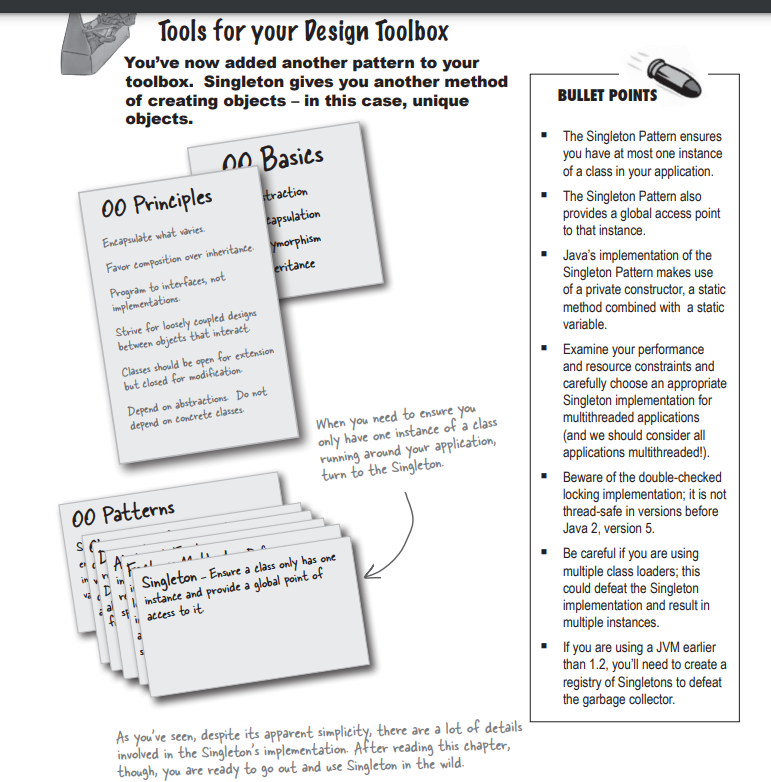 Tools for your Design Toolbox
You've now added another pattern to your
toolbox. Singleton gives you another method
of creating objects – in this case, unique
objects.
OO Basics
OO Principles
Encapsulate what varies.
Favor composition over inheritance.
Program to interfaces, not
implementations.
Strive for loosely coupled designs
between objects that interact.
Classes should be open for extension
but closed for modification.
Depend on abstractions. Do not
depend on concrete classes.
When you need to ensure you
only have one instance of a class
running around your application,
turn to the Singleton.
OO Patterns
Singleton – Ensure a class only has one
instance and provide a global point of
access to it.
As you've seen, despite its apparent simplicity, there are a lot of details
involved in the Singleton's implementation. After reading this chapter,
though, you are ready to go out and use Singleton in the wild.
BULLET POINTS
▪ The Singleton Pattern ensures
you have at most one instance
of a class in your application.
▪ The Singleton Pattern also
provides a global access point
to that instance.
▪ Java's implementation of the
Singleton Pattern makes use
of a private constructor, a static
method combined with a static
variable.
▪ Examine your performance
and resource constraints and
carefully choose an appropriate
Singleton implementation for
multithreaded applications
(and we should consider all
applications multithreaded!).
▪ Beware of the double-checked
locking implementation; it is not
thread-safe in versions before
Java 2, version 5.
▪ Be careful if you are using
multiple class loaders; this
could defeat the Singleton
implementation and result in
multiple instances.
▪ If you are using a JVM earlier
than 1.2, you'll need to create a
registry of Singletons to defeat
the garbage collector.